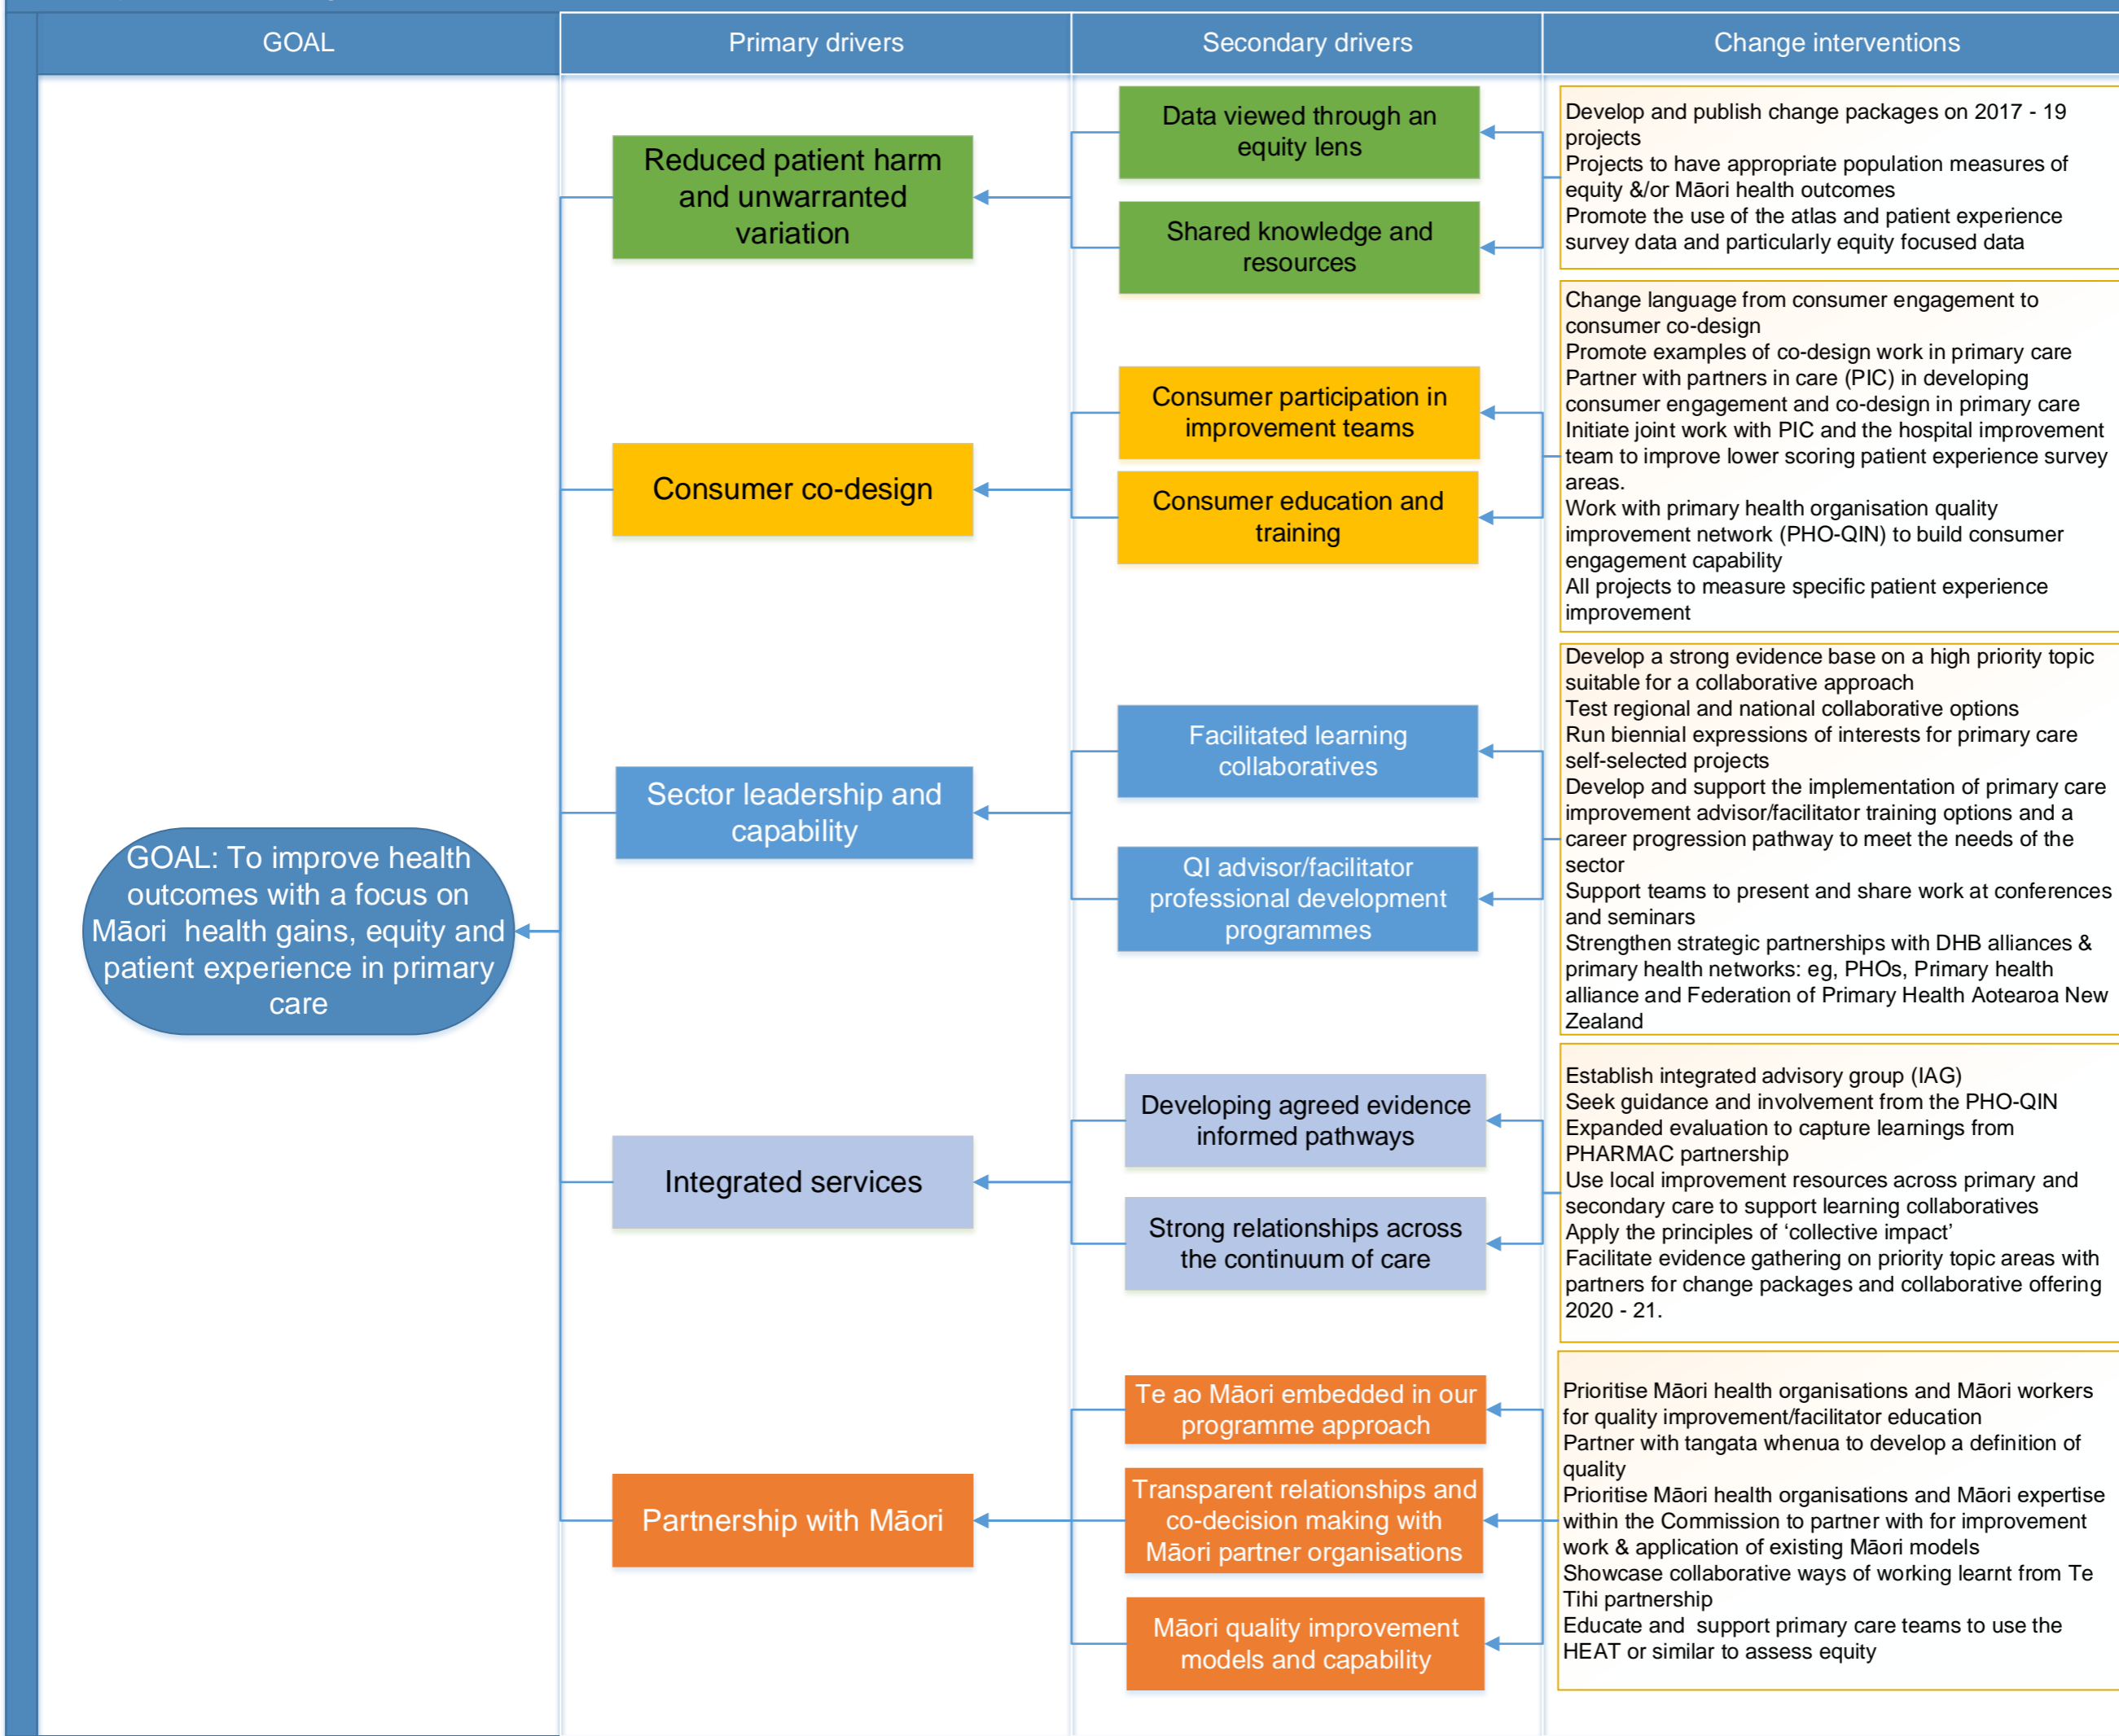 GOAL
Primary drivers
Secondary drivers
Change interventions
GOAL: To improve health
outcomes with a focus on
Māori  health gains, equity and
patient experience in primary
care
Reduced patient harm
and unwarranted
variation
Data viewed through an
equity lens
Shared knowledge and
resources
Develop and publish change packages on 2017 - 19
projects
Projects to have appropriate population measures of
equity &/or Māori health outcomes
Promote the use of the atlas and patient experience
survey data and particularly equity focused data
Consumer co-design
Consumer participation in
improvement teams
Consumer education and
training
Change language from consumer engagement to
consumer co-design
Promote examples of co-design work in primary care
Partner with partners in care (PIC) in developing
consumer engagement and co-design in primary care
Initiate joint work with PIC and the hospital improvement
team to improve lower scoring patient experience survey
areas.
Work with primary health organisation quality
improvement network (PHO-QIN) to build consumer
engagement capability
All projects to measure specific patient experience
improvement
Sector leadership and
capability
Facilitated learning
collaboratives
QI advisor/facilitator
professional development
programmes
Develop a strong evidence base on a high priority topic
suitable for a collaborative approach
Test regional and national collaborative options
Run biennial expressions of interests for primary care
self-selected projects
Develop and support the implementation of primary care
improvement advisor/facilitator training options and a
career progression pathway to meet the needs of the
sector
Support teams to present and share work at conferences
and seminars
Strengthen strategic partnerships with DHB alliances &
primary health networks: eg, PHOs, Primary health
alliance and Federation of Primary Health Aotearoa New
Zealand
Integrated services
Developing agreed evidence
informed pathways
Strong relationships across
the continuum of care
Establish integrated advisory group (IAG)
Seek guidance and involvement from the PHO-QIN
Expanded evaluation to capture learnings from
PHARMAC partnership
Use local improvement resources across primary and
secondary care to support learning collaboratives
Apply the principles of ‘collective impact’
Facilitate evidence gathering on priority topic areas with
partners for change packages and collaborative offering
2020 - 21.
Partnership with Māori
Te ao Māori embedded in our
programme approach
Transparent relationships and
co-decision making with
Māori partner organisations
Māori quality improvement
models and capability
Prioritise Māori health organisations and Māori workers
for quality improvement/facilitator education
Partner with tangata whenua to develop a definition of
quality
Prioritise Māori health organisations and Māori expertise
within the Commission to partner with for improvement
work & application of existing Māori models
Showcase collaborative ways of working learnt from Te
Tihi partnership
Educate and  support primary care teams to use the
HEAT or similar to assess equity